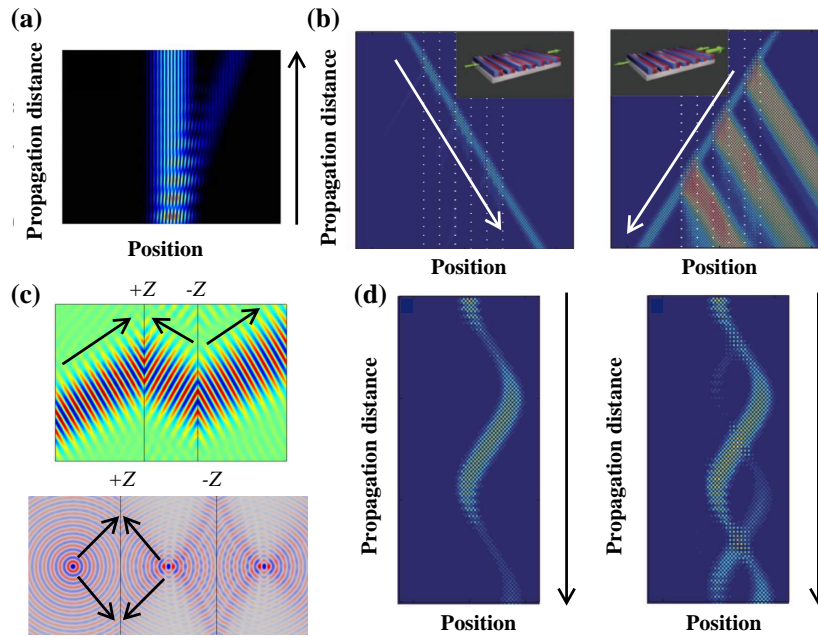 (a)
Propagation distance
Position
(b)
Propagation distance
Position
Position
(c)
+Z -Z
+Z -Z
(d)
Propagation distance
Position
Propagation distance
Position